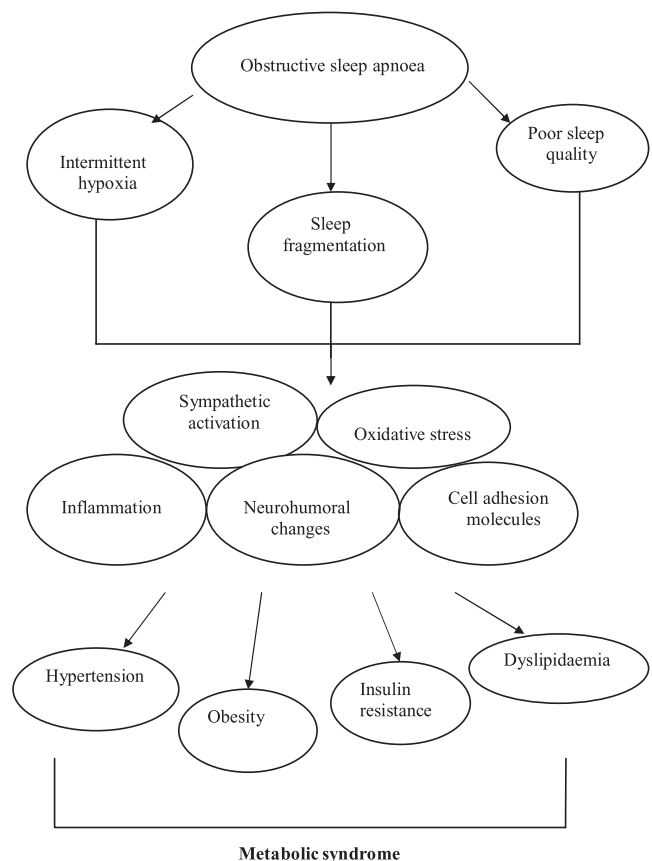 Obstructive sleep apnoea
Intermittent
hypoxia
Poor sleep
quality
Sleep
fragmentation
Sympathetic
activation
Oxidative stress
Inflammation
Neurohumoral
changes
Cell adhesion
molecules
Hypertension
Obesity
Insulin
resistance
Dyslipidaemia
Metabolic syndrome